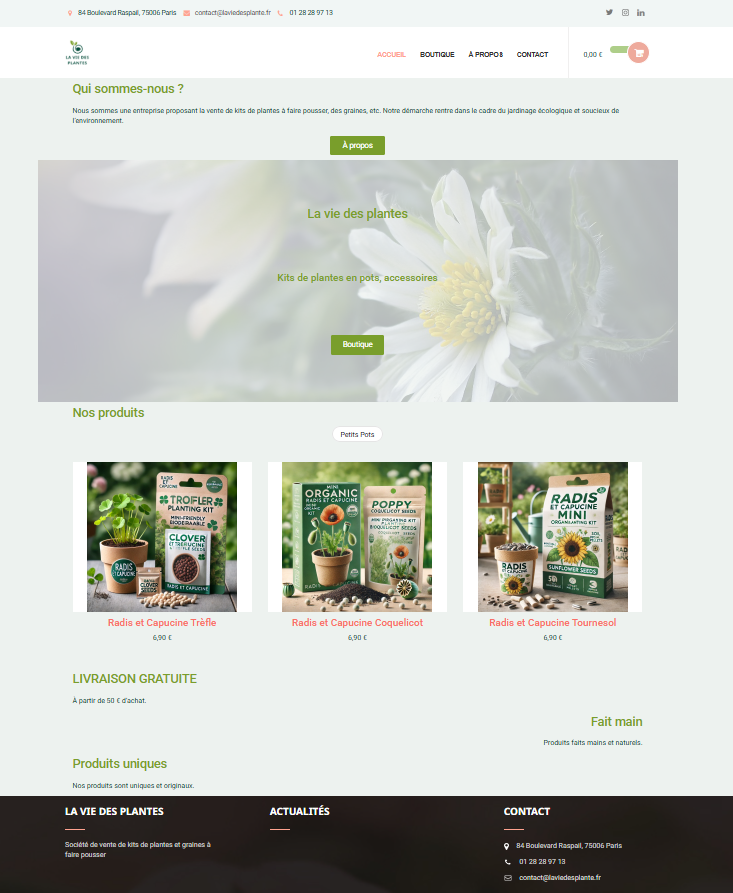 84 Boulevard Raspail, 75006 Paris contact@laviedesplante.fr 01 28 28 97 13
LA VIE DES
PLANTES
ACCUEIL BOUTIQUE À PROPOS CONTACT
0,00 €
Qui sommes-nous ?
Nous sommes une entreprise proposant la vente de kits de plantes à faire pousser, des graines, etc. Notre démarche rentre dans le cadre du jardinage écologique et soucieux de
l'environnement.
À propos
La vie des plantes
Kits de plantes en pots, accessoires
Boutique
Nos produits
Petits Pots
RADIS
ET
CAPUCINE
TROIFLER
PLANTING KIT
MINI-FRIENDLY
BIODERAABLE
CLOVER
RADIS
ET CAPUCINE
CLOVER
RADIS ET CAPUCINE
MINI
ORGANIC
RADIS ET CAPUCINE
POPPY
COQUELICOT SEEDS
RADIS
RADIS
ET CAPUCINE
MINI
SUNFLOWER SEEDS
RADIS
ET CAPUCINE
Radis et Capucine Trèfle
6,90 €
Radis et Capucine Coquelicot
6,90 €
Radis et Capucine Tournesol
6,90 €
LIVRAISON GRATUITE
À partir de 50 € d'achat.
Fait main
Produits faits mains et naturels.
Produits uniques
Nos produits sont uniques et originaux.
LA VIE DES PLANTES
Société de vente de kits de plantes et graines à
faire pousser
ACTUALITÉS
CONTACT
84 Boulevard Raspail, 75006 Paris
01 28 28 97 13
contact@laviedesplante.fr